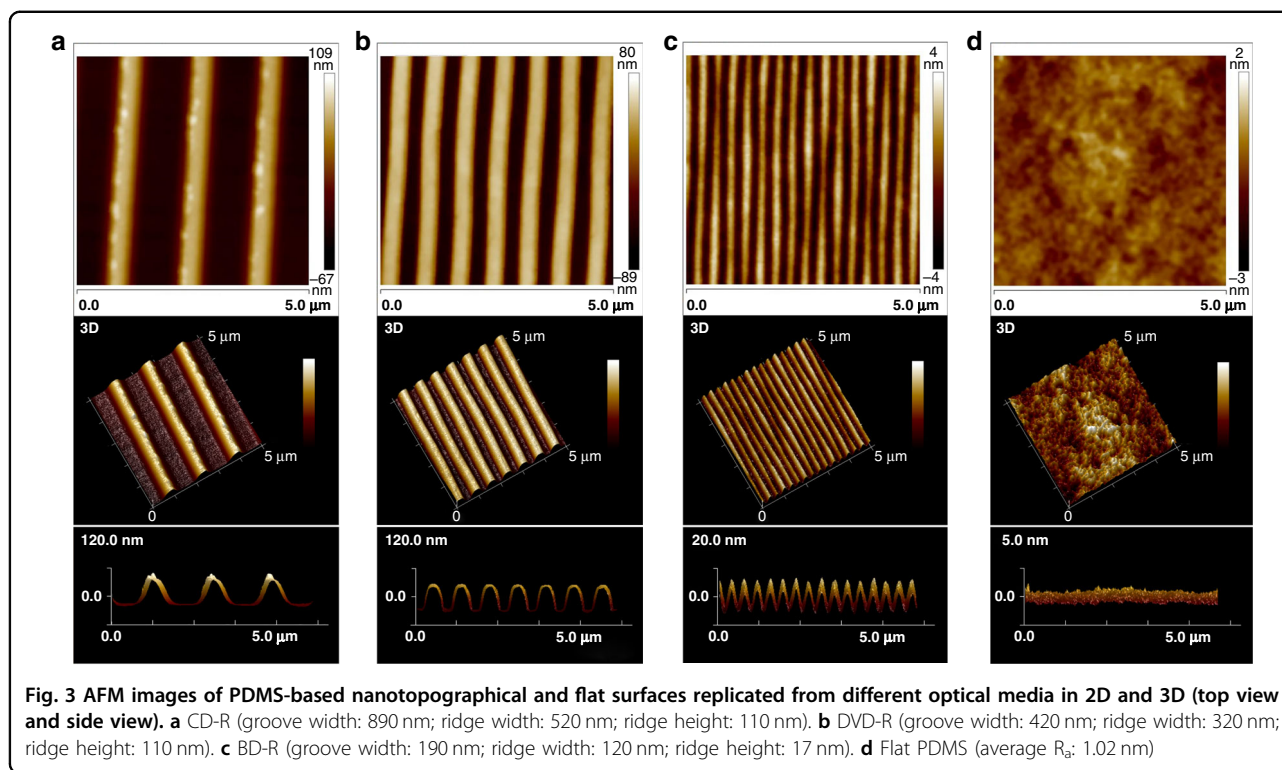 a
109
nm
−67
nm
0.0
5.0 µm
3D
5 µm
5 µm
0
120.0 nm
0.0
0.0
5.0 µm
b
80
nm
−89
nm
0.0
5.0 µm
3D
5 µm
5 µm
0
120.0 nm
0.0
0.0
5.0 µm
c
4
nm
−4
nm
0.0
5.0 µm
3D
5 µm
5 µm
0
20.0 nm
0.0
0.0
5.0 µm
d
2
nm
−3
nm
0.0
5.0 µm
3D
5 µm
5 µm
0
5.0 nm
0.0
0.0
5.0 µm
Fig. 3 AFM images of PDMS-based nanotopographical and flat surfaces replicated from different optical media in 2D and 3D (top view
and side view). a CD-R (groove width: 890 nm; ridge width: 520 nm; ridge height: 110 nm). b DVD-R (groove width: 420 nm; ridge width: 320 nm;
ridge height: 110 nm). c BD-R (groove width: 190 nm; ridge width: 120 nm; ridge height: 17 nm). d Flat PDMS (average Ra: 1.02 nm)